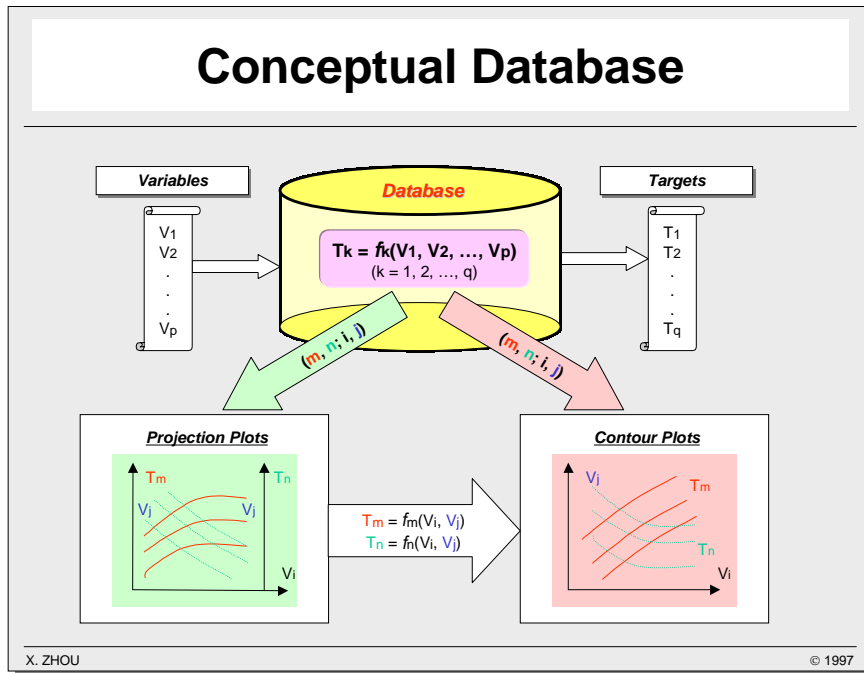 Conceptual Database
Variables
Database
Targets
V1
V2
.
.
.
Vp
Tk = fk(V1, V2, …, Vp)
(k = 1, 2, …, q)
T1
T2
.
.
.
Tq
(m, n; i, j)
(m, n; i, j)
Projection Plots
Tm
Tn
Vj
Vj
Vi
Tm = fm(Vi, Vj)
Tn = fn(Vi, Vj)
Contour Plots
Vj
Tm
Tn
Vi
X. ZHOU
© 1997